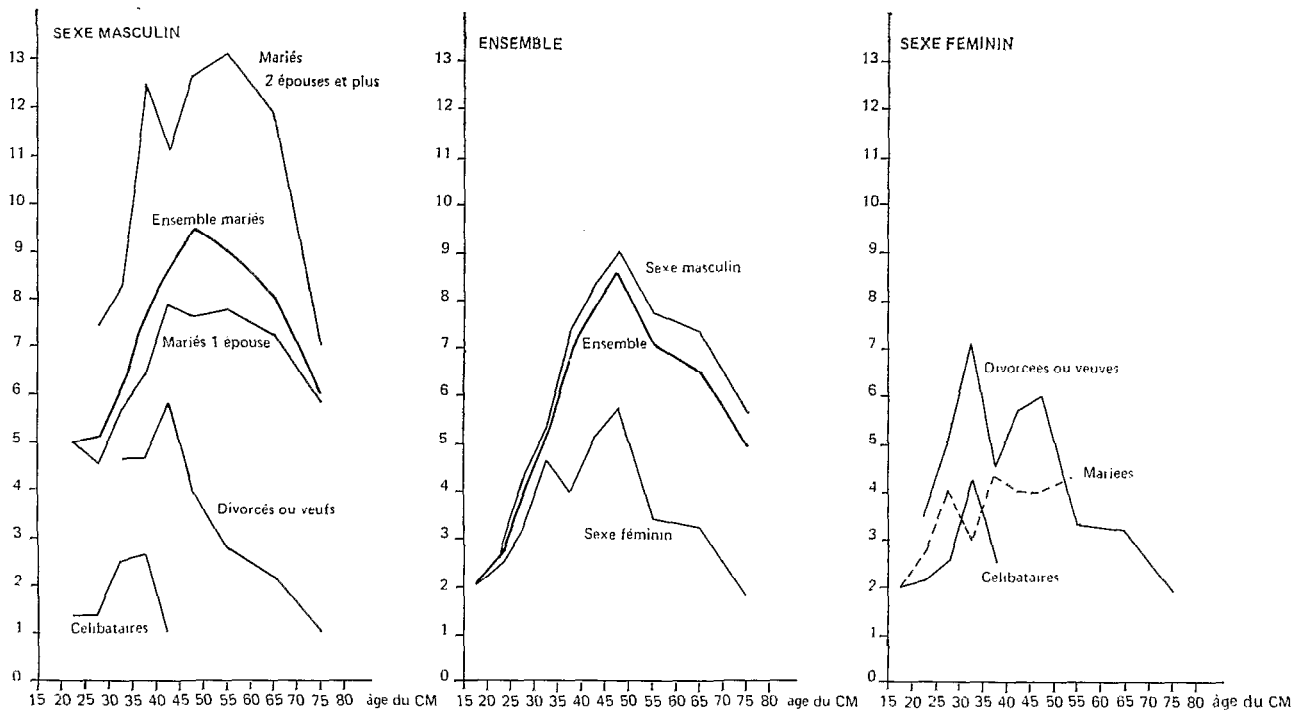 SEXE MASCULIN
Mariés
2 épouses et plus
Ensemble mariés
Mariés 1 épouse
Divorcés ou veufs
Celibataires
13
12
11
10
9
8
7
6
5
4
3
2
1
0
15 20 25 30 35 40 45 50 55 60 65 70 75 80 âge du CM
ENSEMBLE
Sexe masculin
Ensemble
Sexe féminin
13
12
11
10
9
8
7
6
5
4
3
2
1
0
15 20 25 30 35 40 45 50 55 60 65 70 75 80 âge du CM
SEXE FEMININ
Divorcées ou veuves
Mariées
Célibataires
13
12
11
10
9
8
7
6
5
4
3
2
1
0
15 20 25 30 35 40 45 50 55 60 65 70 75 80 âge du CM